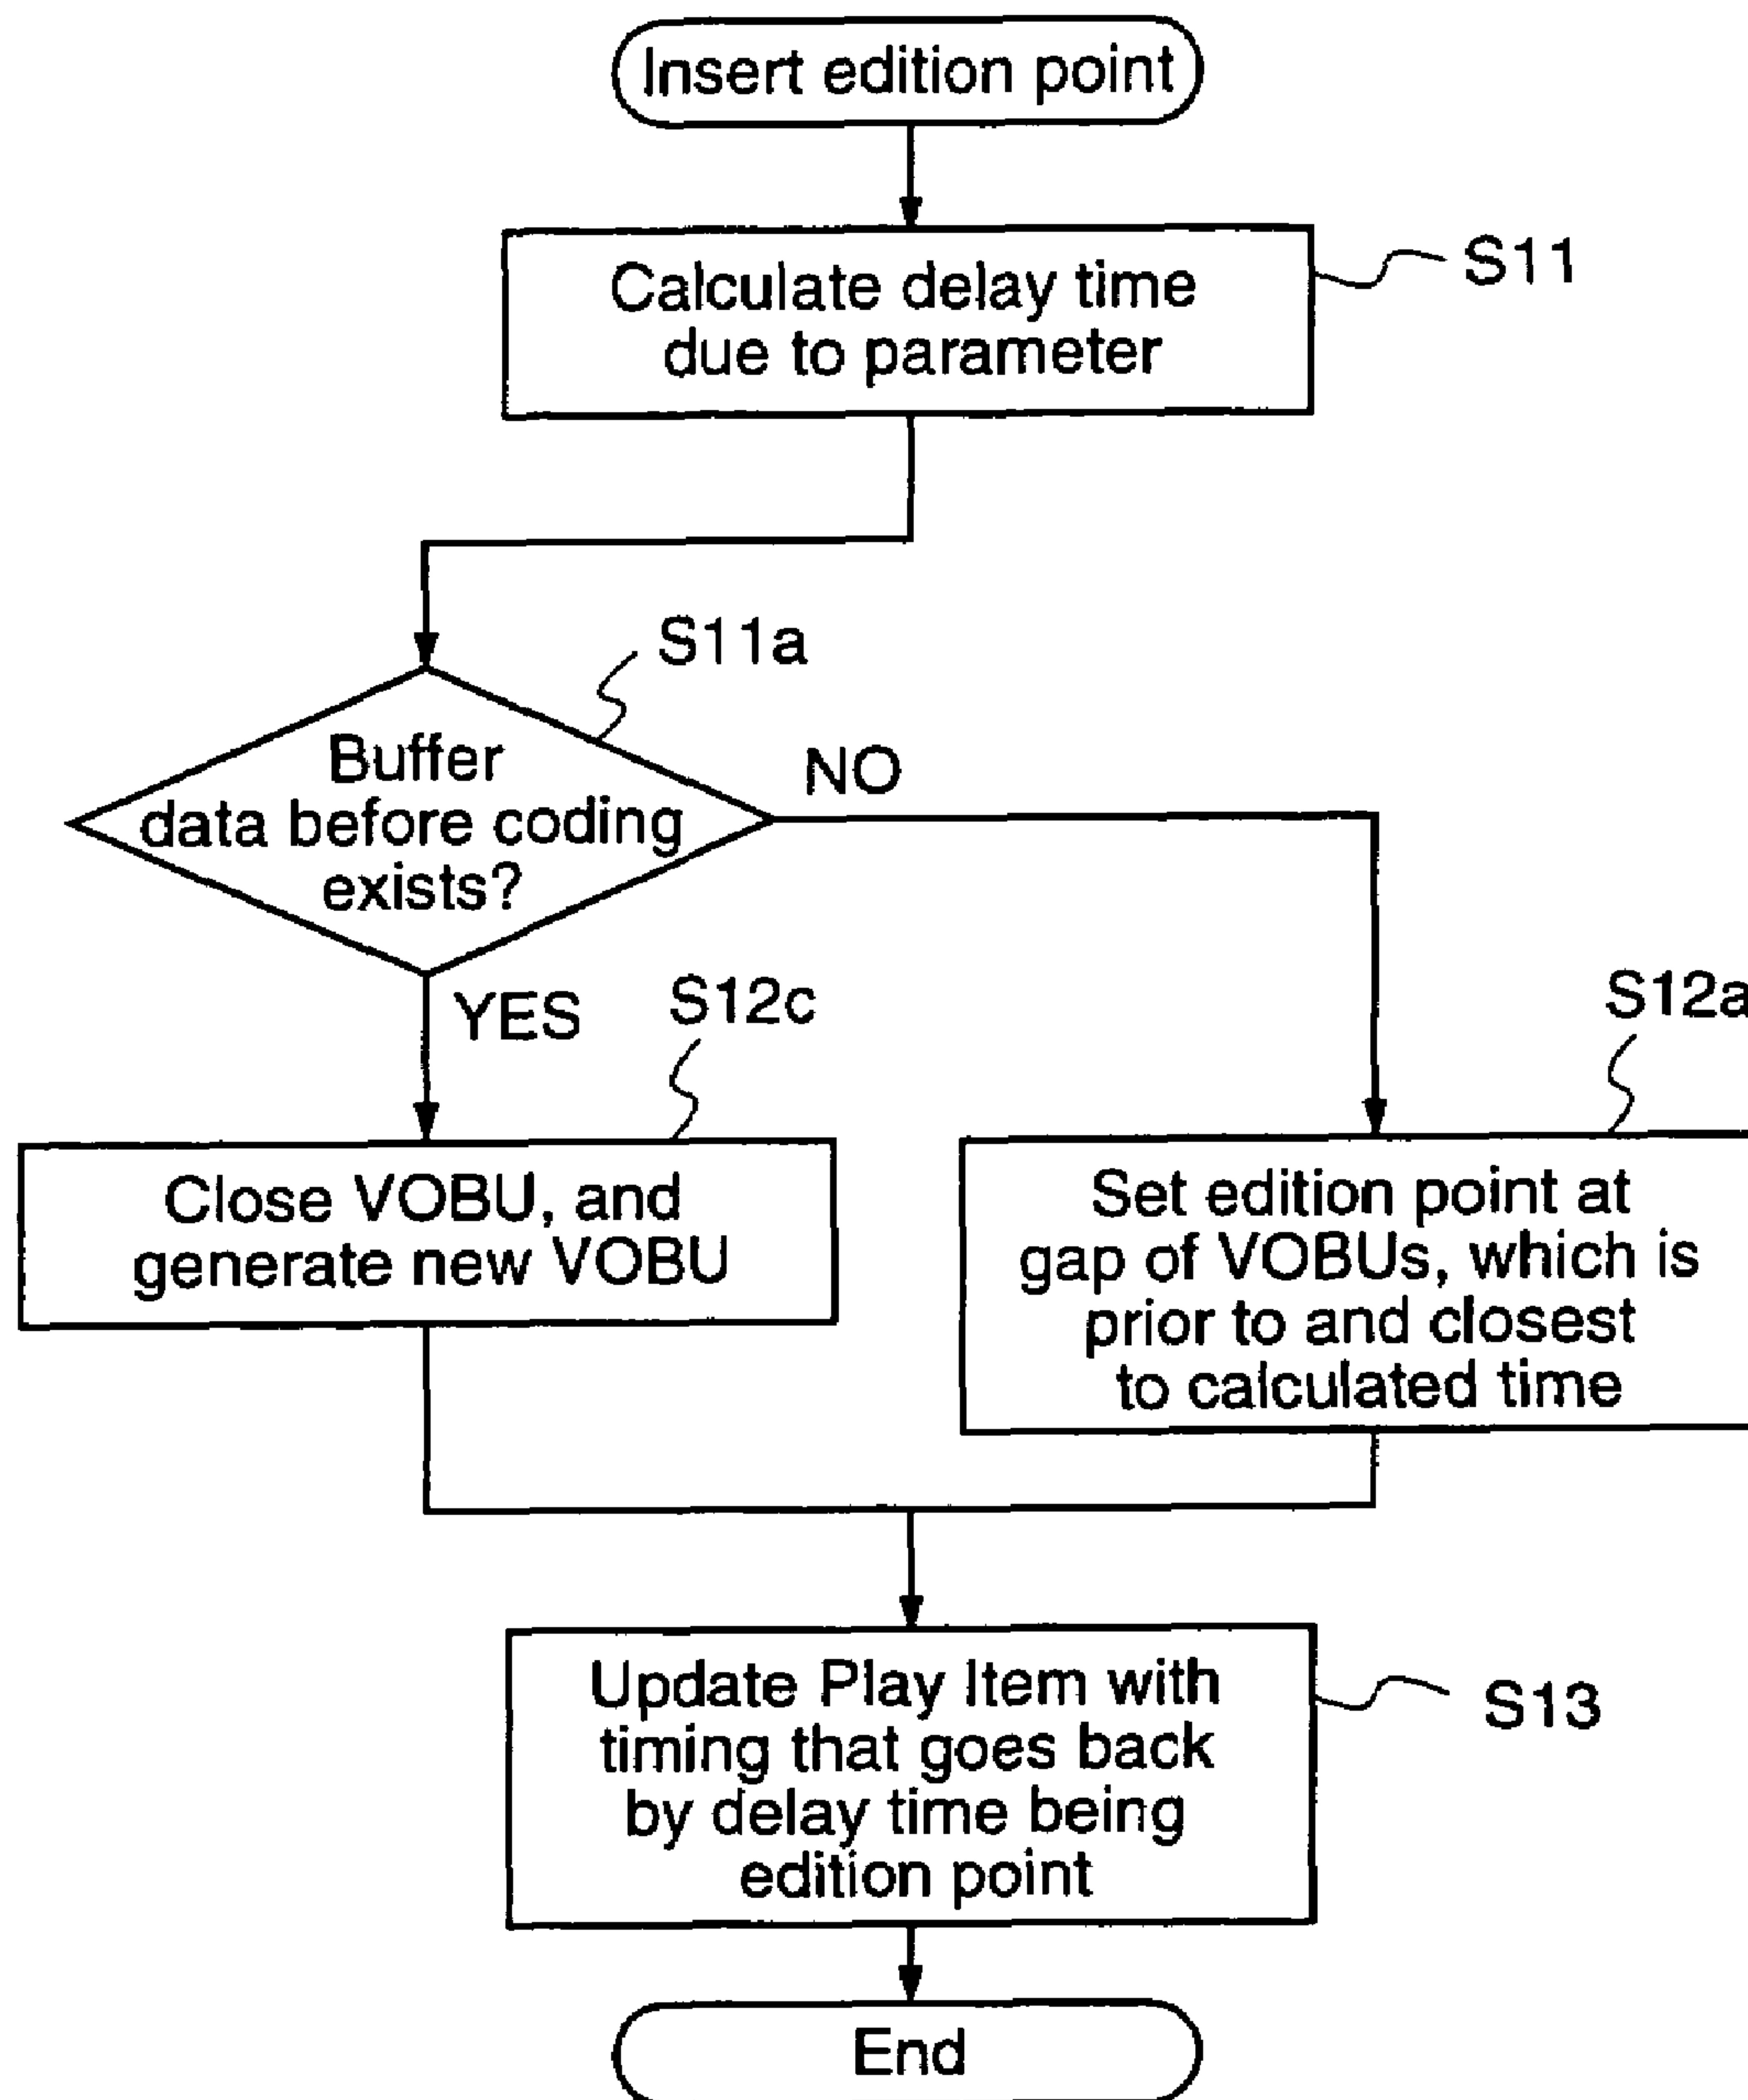 Insert edition point
S11
Calculate delay time
due to parameter
S11a
Buffer
data before coding
exists?
NO
YES
S12c
S12a
Close VOBU, and
generate new VOBU
Set edition point at
gap of VOBUs, which is
prior to and closest
to calculated time
Update Play Item with
timing that goes back
by delay time being
edition point
S13
End